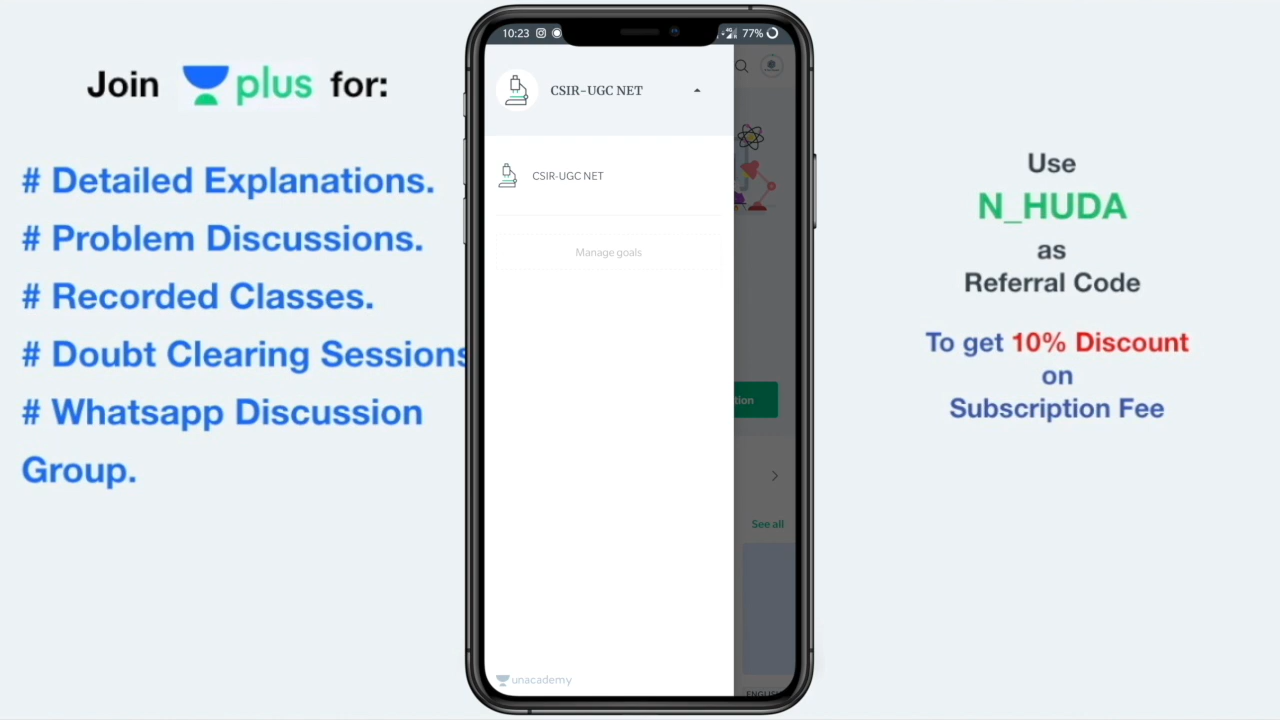 Join plus for:
# Detailed Explanations.
# Problem Discussions.
# Recorded Classes.
# Doubt Clearing Sessions
# Whatsapp Discussion
Group.
10:23
77%
CSIR-UGC NET
CSIR-UGC NET
Manage goals
See all
unacademy
Use
N_HUDA
as
Referral Code
To get 10% Discount
on
Subscription Fee